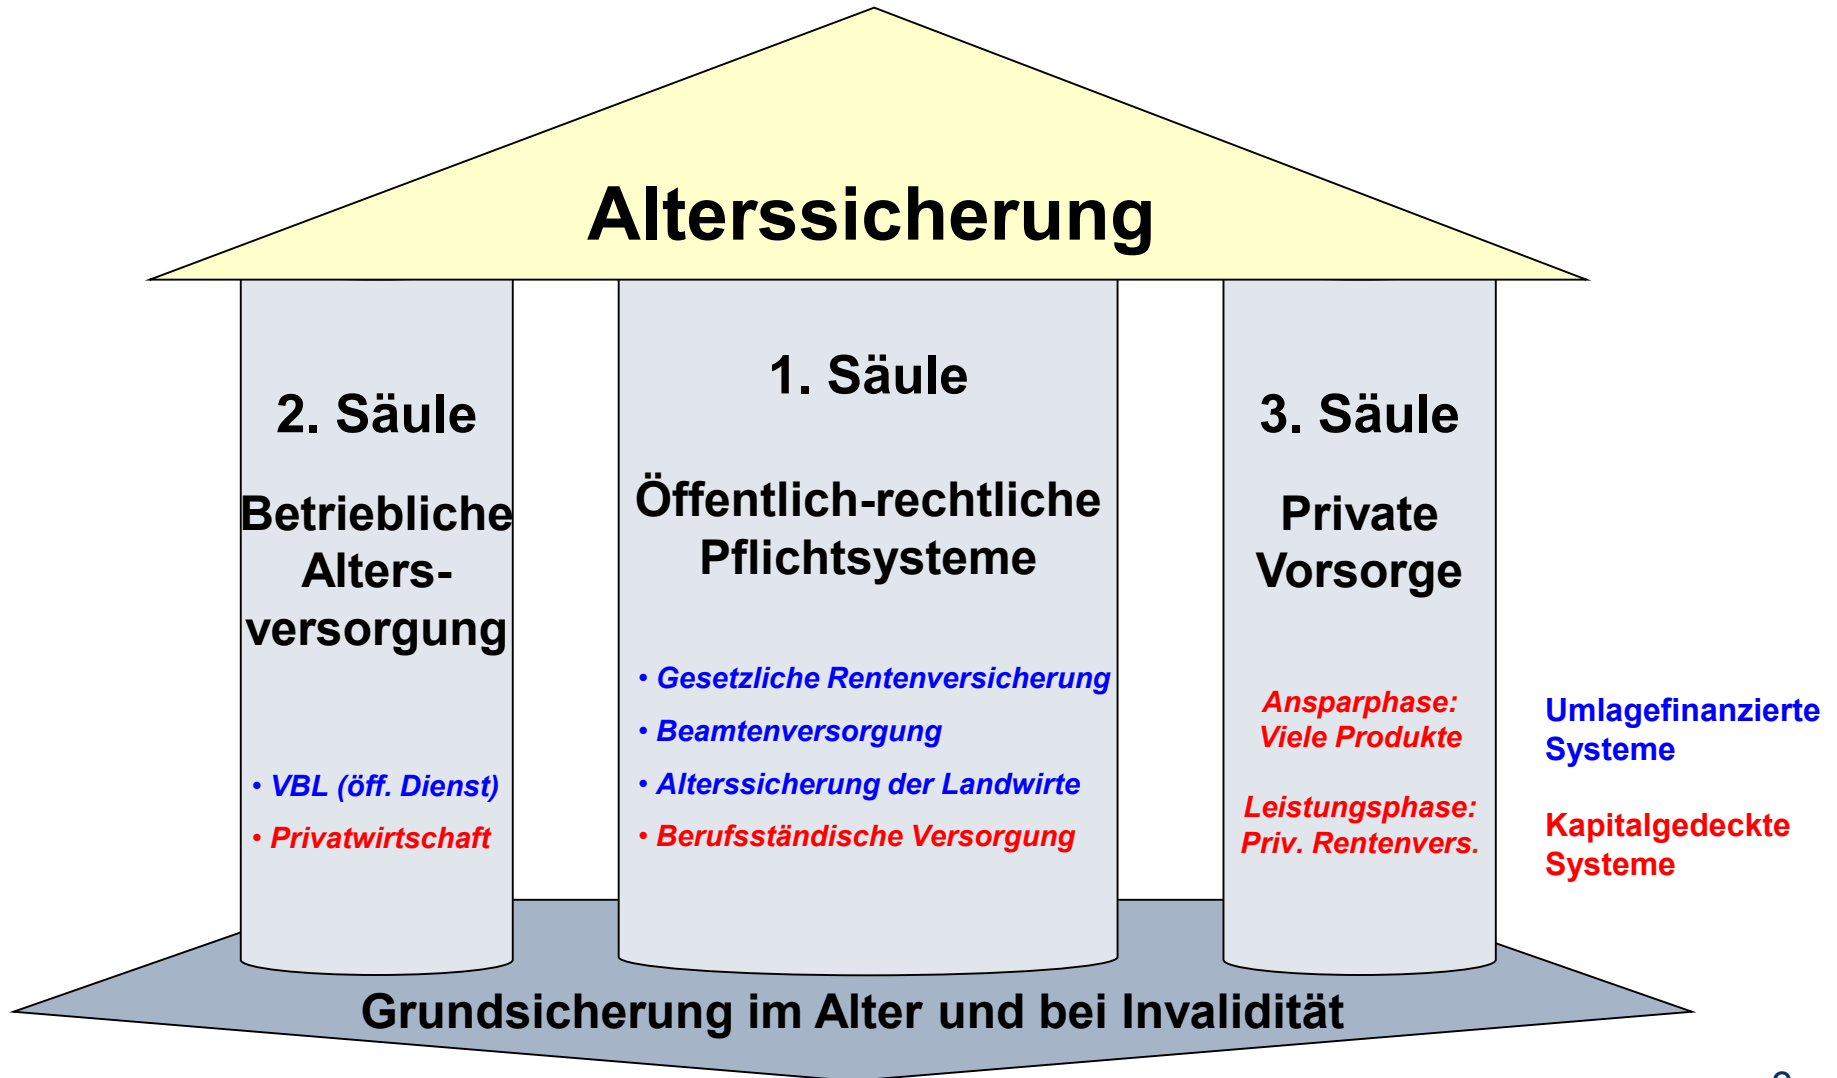 Alterssicherung
2. Säule
Betriebliche
Alters-
versorgung
• VBL (öff. Dienst)
• Privatwirtschaft
1. Säule
Öffentlich-rechtliche
Pflichtsysteme
• Gesetzliche Rentenversicherung
• Beamtenversorgung
• Alterssicherung der Landwirte
• Berufsständische Versorgung
3. Säule
Private
Vorsorge
Ansparphase:
Viele Produkte
Leistungsphase:
Priv. Rentenvers.
Umlagefinanzierte
Systeme
Kapitalgedeckte
Systeme
Grundsicherung im Alter und bei Invalidität